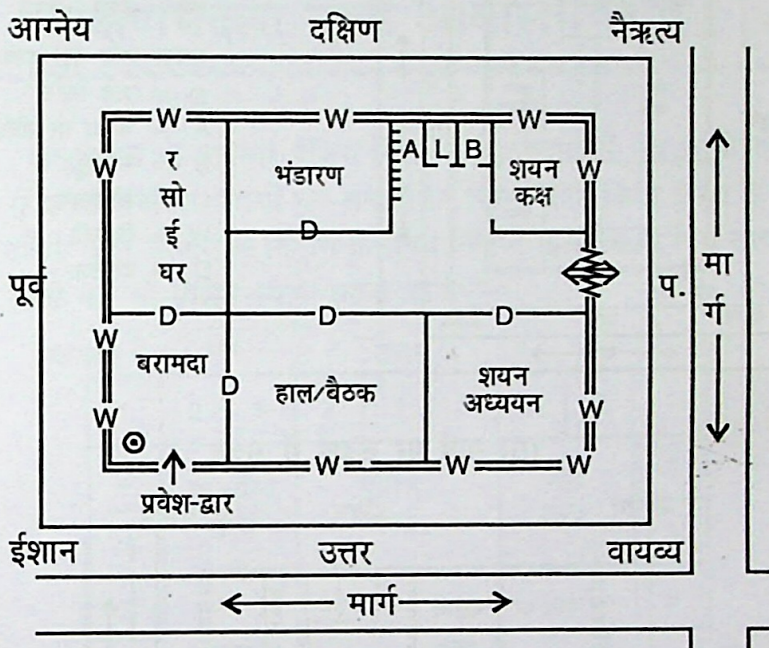 आग्नेय दक्षिण नैऋत्य
W W W
W र सो ई घर भंडारण A L B शयन कक्ष W
D
पूर्व प. मार्ग
D D D
W बरामदा D हाल/बैठक शयन अध्ययन W
W
W W W
प्रवेश-द्वार
ईशान उत्तर वायव्य
मार्ग